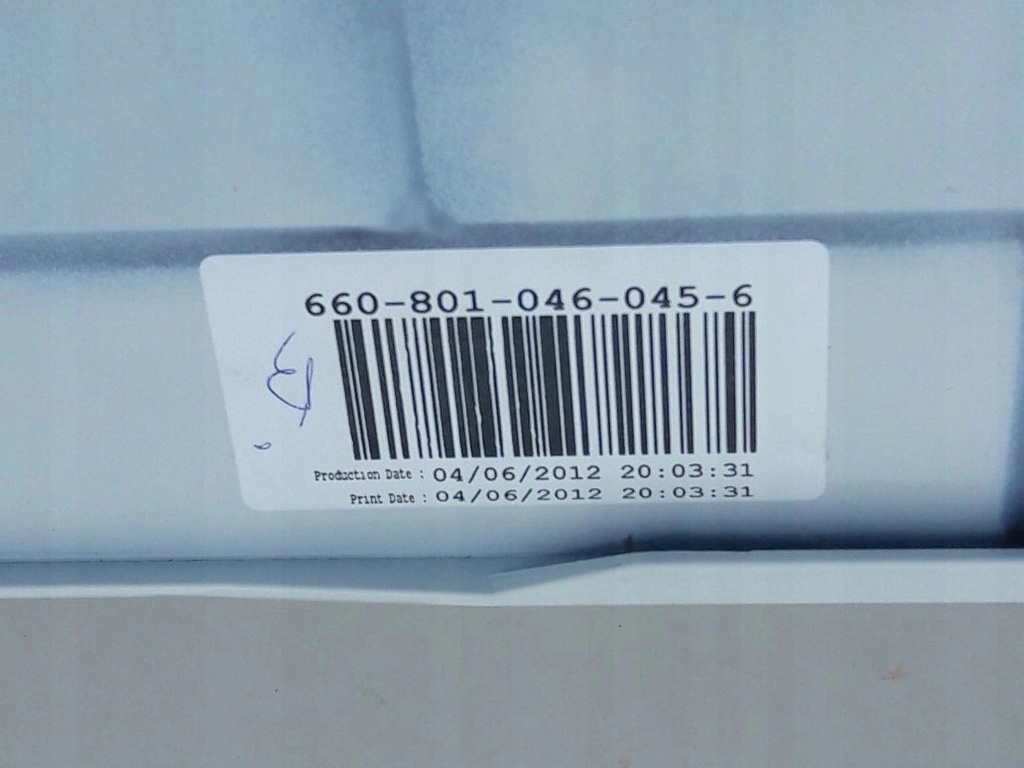 660-801-046-045-6
Production Date : 04/06/2012 20:03:31
Print Date : 04/06/2012 20:03:31